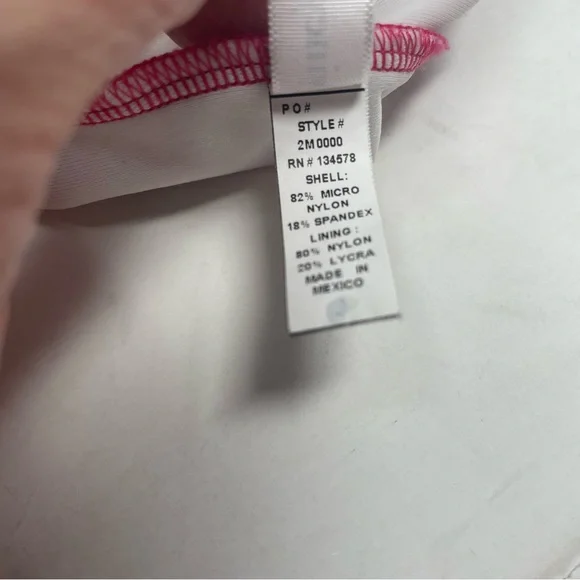 PO#
STYLE#
2M0000
RN# 134578
SHELL:
82% MICRO
NYLON
18% SPANDEX
LINING:
80% NYLON
20% LYCRA
MADE IN
MEXICO